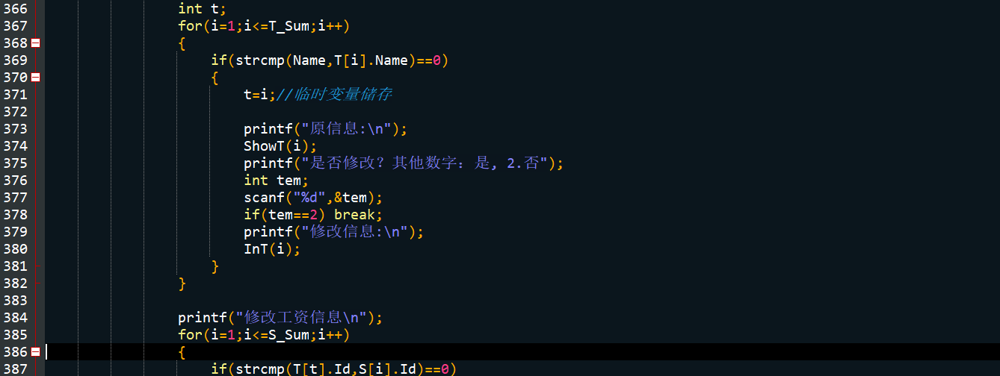 366 int t;
367 for(i=1;i<=T_Sum;i++)
368 {
369 if(strcmp(Name,T[i].Name)==0)
370 {
371 t=i;//临时变量储存
372
373 printf("原信息:\n");
374 ShowT(i);
375 printf("是否修改？其他数字：是, 2.否");
376 int tem;
377 scanf("%d",&tem);
378 if(tem==2) break;
379 printf("修改信息:\n");
380 InT(i);
381 }
382 }
383
384 printf("修改工资信息\n");
385 for(i=1;i<=S_Sum;i++)
386 {
387 if(strcmp(T[t].Id,S[i].Id)==0)